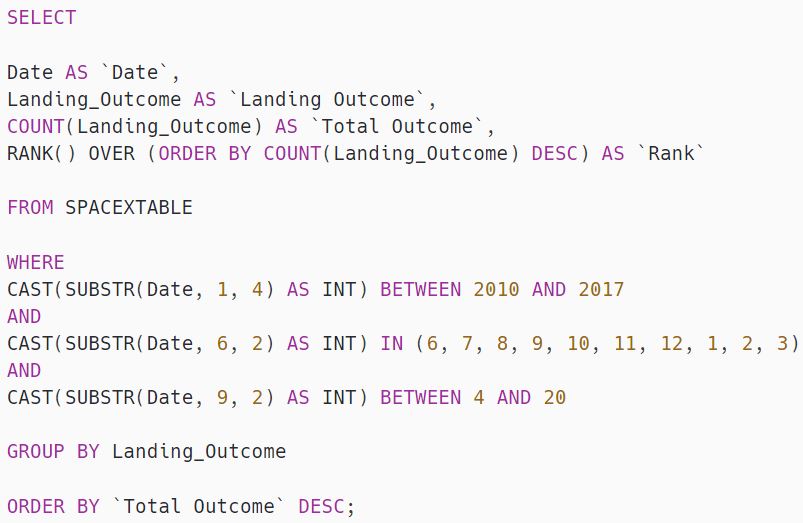 SELECT
Date AS `Date`,
Landing_Outcome AS `Landing Outcome`,
COUNT(Landing_Outcome) AS `Total Outcome`,
RANK() OVER (ORDER BY COUNT(Landing_Outcome) DESC) AS `Rank`
FROM SPACEXTABLE
WHERE
CAST(SUBSTR(Date, 1, 4) AS INT) BETWEEN 2010 AND 2017
AND
CAST(SUBSTR(Date, 6, 2) AS INT) IN (6, 7, 8, 9, 10, 11, 12, 1, 2, 3)
AND
CAST(SUBSTR(Date, 9, 2) AS INT) BETWEEN 4 AND 20
GROUP BY Landing_Outcome
ORDER BY `Total Outcome` DESC;